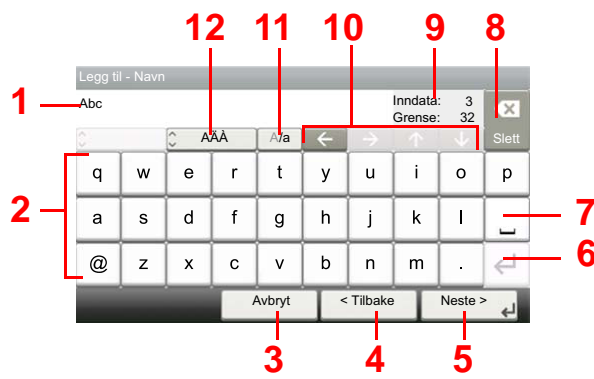 12 11 10 9 8
Legg til - Navn
1 Abc Inndata: 3
Grense: 32
AÄÀ A/a ← → ↑ ↓ Slett
q w e r t y u i o p
2 a s d f g h j k l 7
@ z x c v b n m . 6
Avbryt < Tilbake Neste >
3 4 5